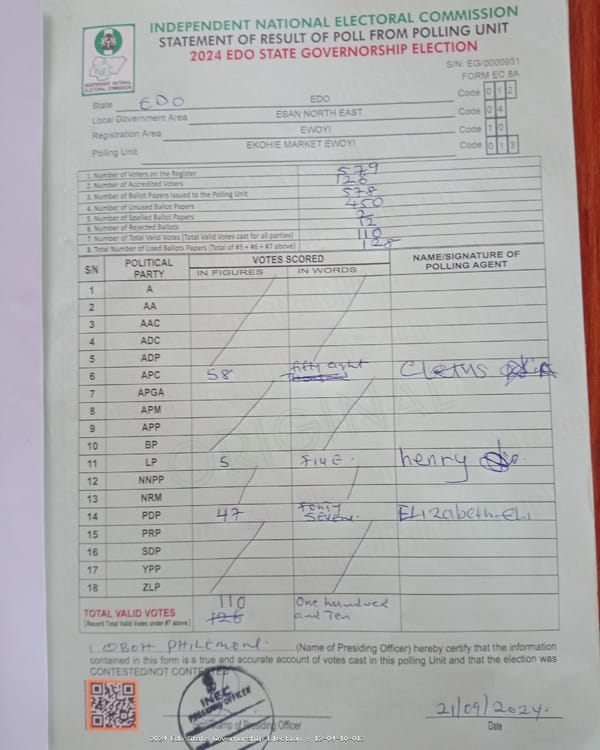 INDEPENDENT NATIONAL ELECTORAL COMMISSION
STATEMENT OF RESULT OF POLL FROM POLLING UNIT
2024 EDO STATE GOVERNORSHIP ELECTION
INDEPENDENT NATIONAL ELECTORAL COMMISSION
S/N: EG/0000951
FORM EC 8A
State EDO EDO Code 0 1 2
Local Government Area ESAN NORTH EAST Code 0 4
Registration Area EWOYI Code 1 0
Polling Unit EKOHIE MARKET EWOYI Code 0 1 3
1. Number of Voters on the Register 579
2. Number of Accredited Voters 128
3. Number of Ballot Papers Issued to the Polling Unit 578
4. Number of Unused Ballot Papers 450
5. Number of Spoiled Ballot Papers 2
6. Number of Rejected Ballots 12
7. Number of Total Valid Votes (Total Valid Votes cast for all parties) 110
8. Total Number of Used Ballots Papers (Total of #5 + #6 + #7 above) 128
S/N POLITICAL PARTY VOTES SCORED NAME/SIGNATURE OF POLLING AGENT
IN FIGURES IN WORDS
1 A
2 AA
3 AAC
4 ADC
5 ADP
6 APC 58 fifty eight Cletus
7 APGA
8 APM
9 APP
10 BP
11 LP 5 FIVE. henry
12 NNPP
13 NRM
14 PDP 47 Forty Seven. ELIzabeth-EL.
15 PRP
16 SDP
17 YPP
18 ZLP
ORIGINAL
TOTAL VALID VOTES 110 One hundred
(Recent Total Valid Votes under #7 above) 128 and Ten
I, OBOH PHILEMON. (Name of Presiding Officer) hereby certify that the information
contained in this form is a true and accurate account of votes cast in this polling Unit and that the election was
CONTESTED/NOT CONTESTED
INEC
PRESIDING OFFICER
Stamp of Presiding Officer
21/09/2024.
Date
2024 Edo State Governorship Election - 12-04-10-013